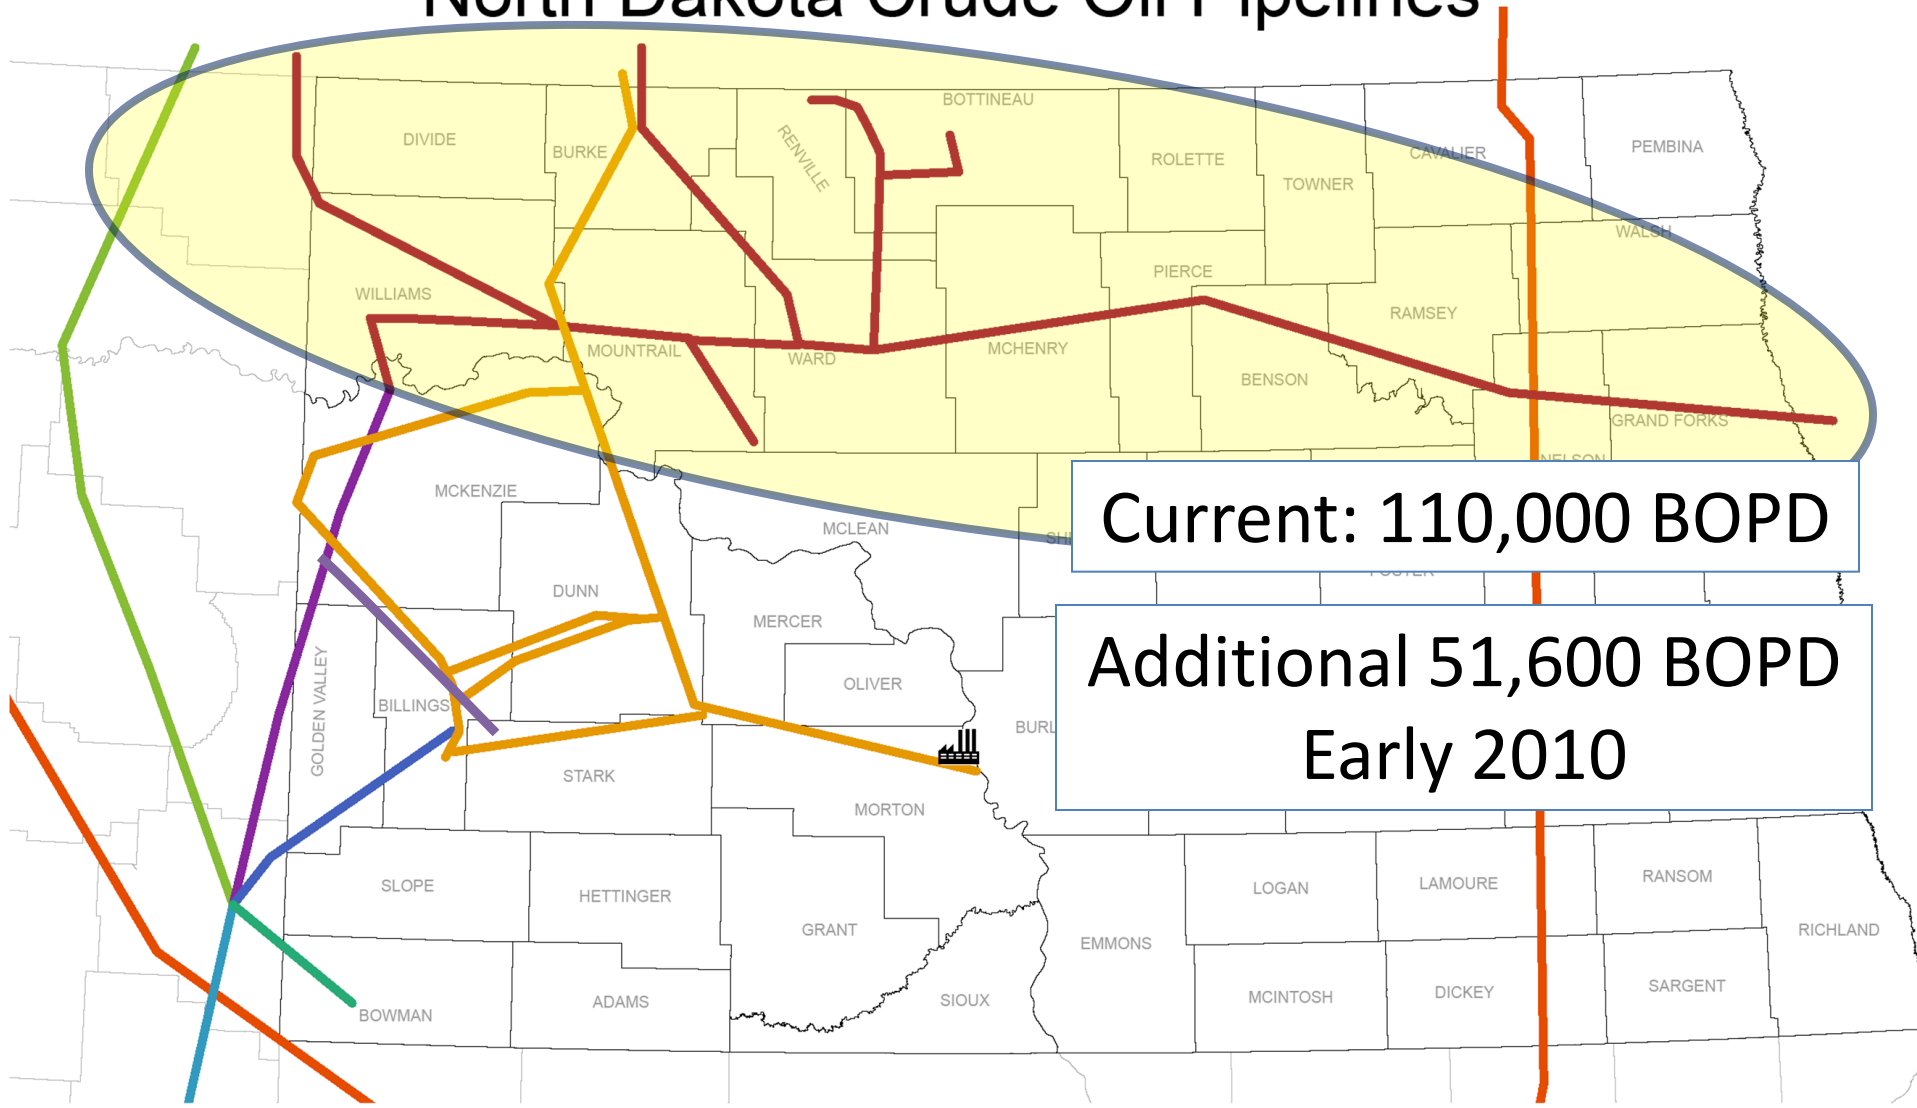 North Dakota Crude Oil Pipelines
BOTTINEAU
DIVIDE
BURKE
RENVILLE
ROLETTE
TOWNER
CAVALIER
PEMBINA
WALSH
PIERCE
WILLIAMS
RAMSEY
MOUNTRAIL
WARD
MCHENRY
BENSON
GRAND FORKS
NELSON
MCKENZIE
MCLEAN
Current: 110,000 BOPD
DUNN
MERCER
Additional 51,600 BOPD
Early 2010
GOLDEN VALLEY
BILLINGS
OLIVER
STARK
MORTON
SLOPE
HETTINGER
GRANT
EMMONS
LOGAN
LAMOURE
RANSOM
RICHLAND
BOWMAN
ADAMS
SIOUX
MCINTOSH
DICKEY
SARGENT